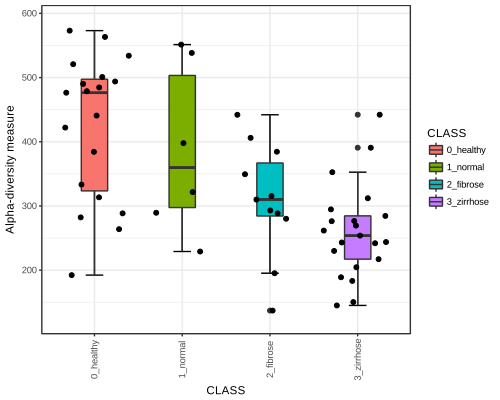 600
500
400
300
200
Alpha-diversity measure
0_healthy
1_normal
2_fibrose
3_zirrhose
CLASS
CLASS
0_healthy
1_normal
2_fibrose
3_zirrhose